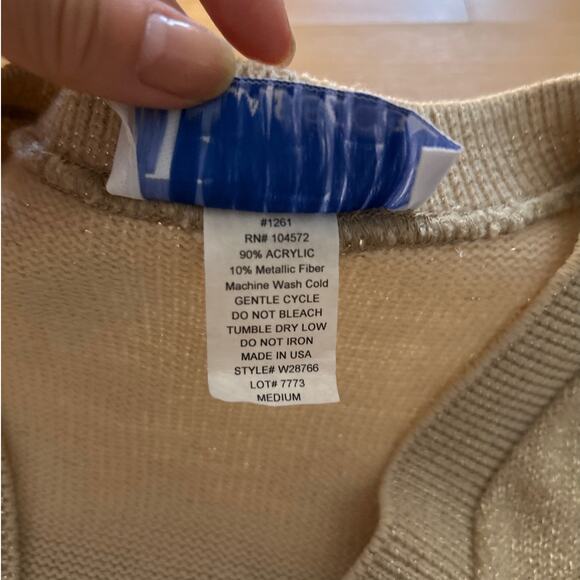 #1261
RN# 104572
90% ACRYLIC
10% Metallic Fiber
Machine Wash Cold
GENTLE CYCLE
DO NOT BLEACH
TUMBLE DRY LOW
DO NOT IRON
MADE IN USA
STYLE# W28766
LOT# 7773
MEDIUM